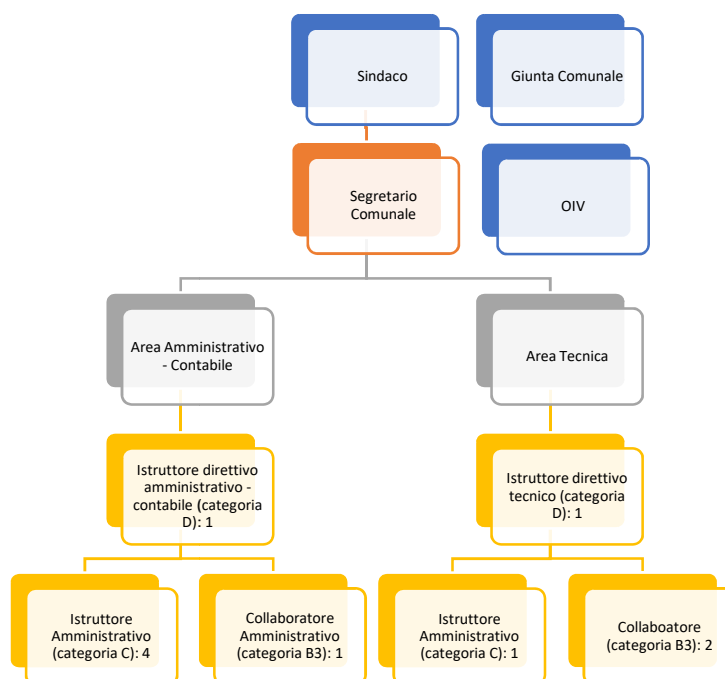 Sindaco
Giunta Comunale
Segretario
Comunale
OIV
Area Amministrativo
- Contabile
Area Tecnica
Istruttore direttivo
amministrativo -
contabile (categoria
D): 1
Istruttore direttivo
tecnico (categoria
D): 1
Istruttore
Amministrativo
(categoria C): 4
Collaboratore
Amministrativo
(categoria B3): 1
Istruttore
Amministrativo
(categoria C): 1
Collaboatore
(categoria B3): 2